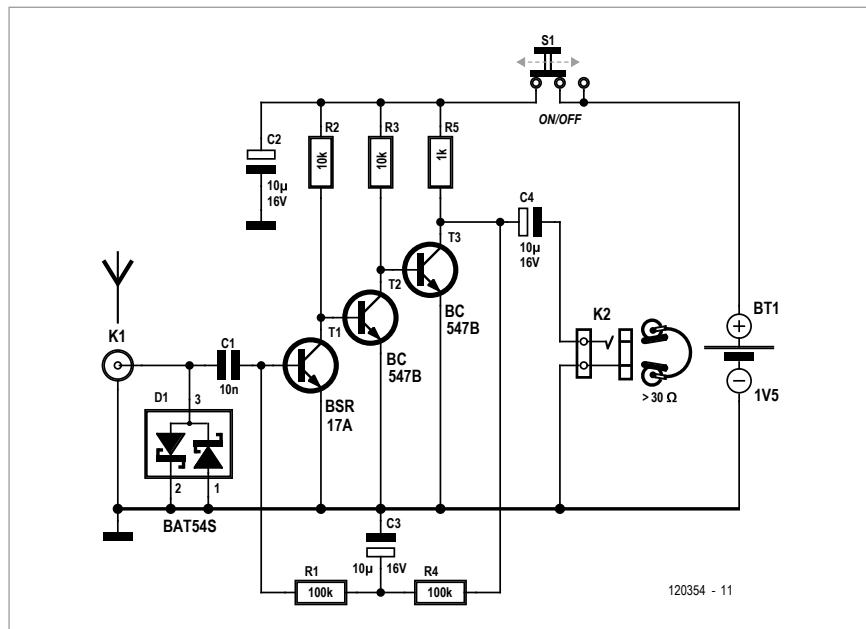 S1
ON/OFF
R2
10k
R3
10k
R5
1k
C2
10µ
16V
C4
10µ
16V
T3
T2
T1
BC
547B
BC
547B
BSR
17A
K1
C1
10n
D1
3
2
1
BAT54S
K2
> 30 Ω
BT1
1V5
C3
10µ
16V
R1
100k
R4
100k
120354 - 11